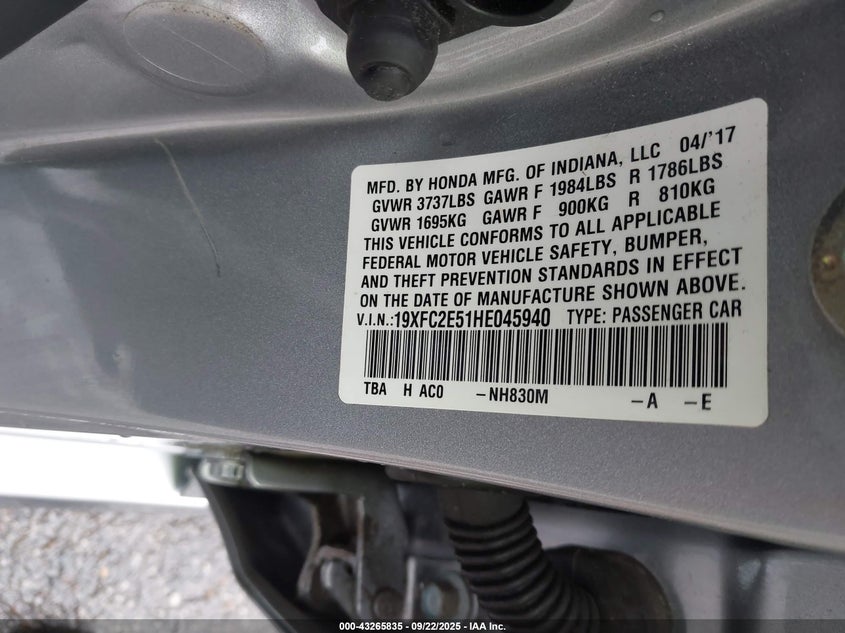 MFD. BY HONDA MFG. OF INDIANA, LLC 04/'17
GVWR 3737LBS GAWR F 1984LBS R 1786LBS
GVWR 1695KG GAWR F 900KG R 810KG
THIS VEHICLE CONFORMS TO ALL APPLICABLE
FEDERAL MOTOR VEHICLE SAFETY, BUMPER,
AND THEFT PREVENTION STANDARDS IN EFFECT
ON THE DATE OF MANUFACTURE SHOWN ABOVE.
V.I.N.:19XFC2E51HE045940 TYPE: PASSENGER CAR
TBA H AC0 -NH830M -A -E
000-43265835 - 09/22/2025 - IAA Inc.